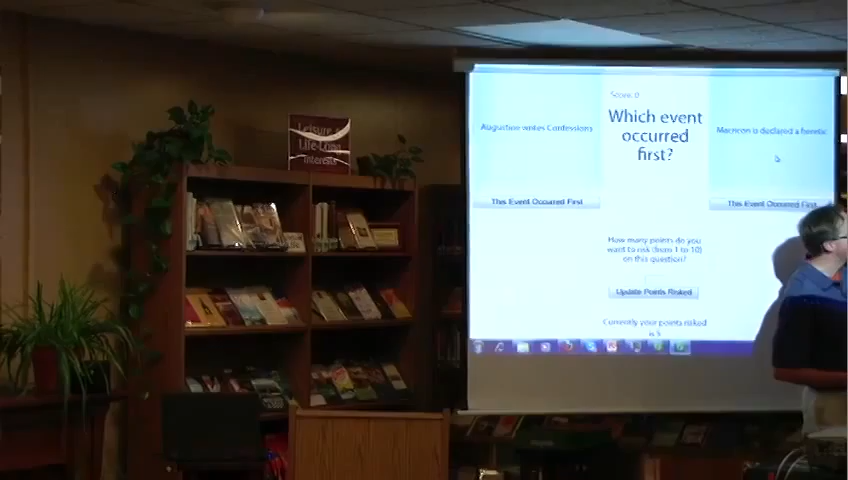 Leisure &
Life-Long
Interests
Score: 0
Which event
occurred
first?
Augustine writes Confessions
Marcion is declared a heretic
This Event Occurred First
This Event Occurred First
How many points do you
want to risk (from 1 to 10)
on this question?
Update Points Risked
Currently your points risked
is 5